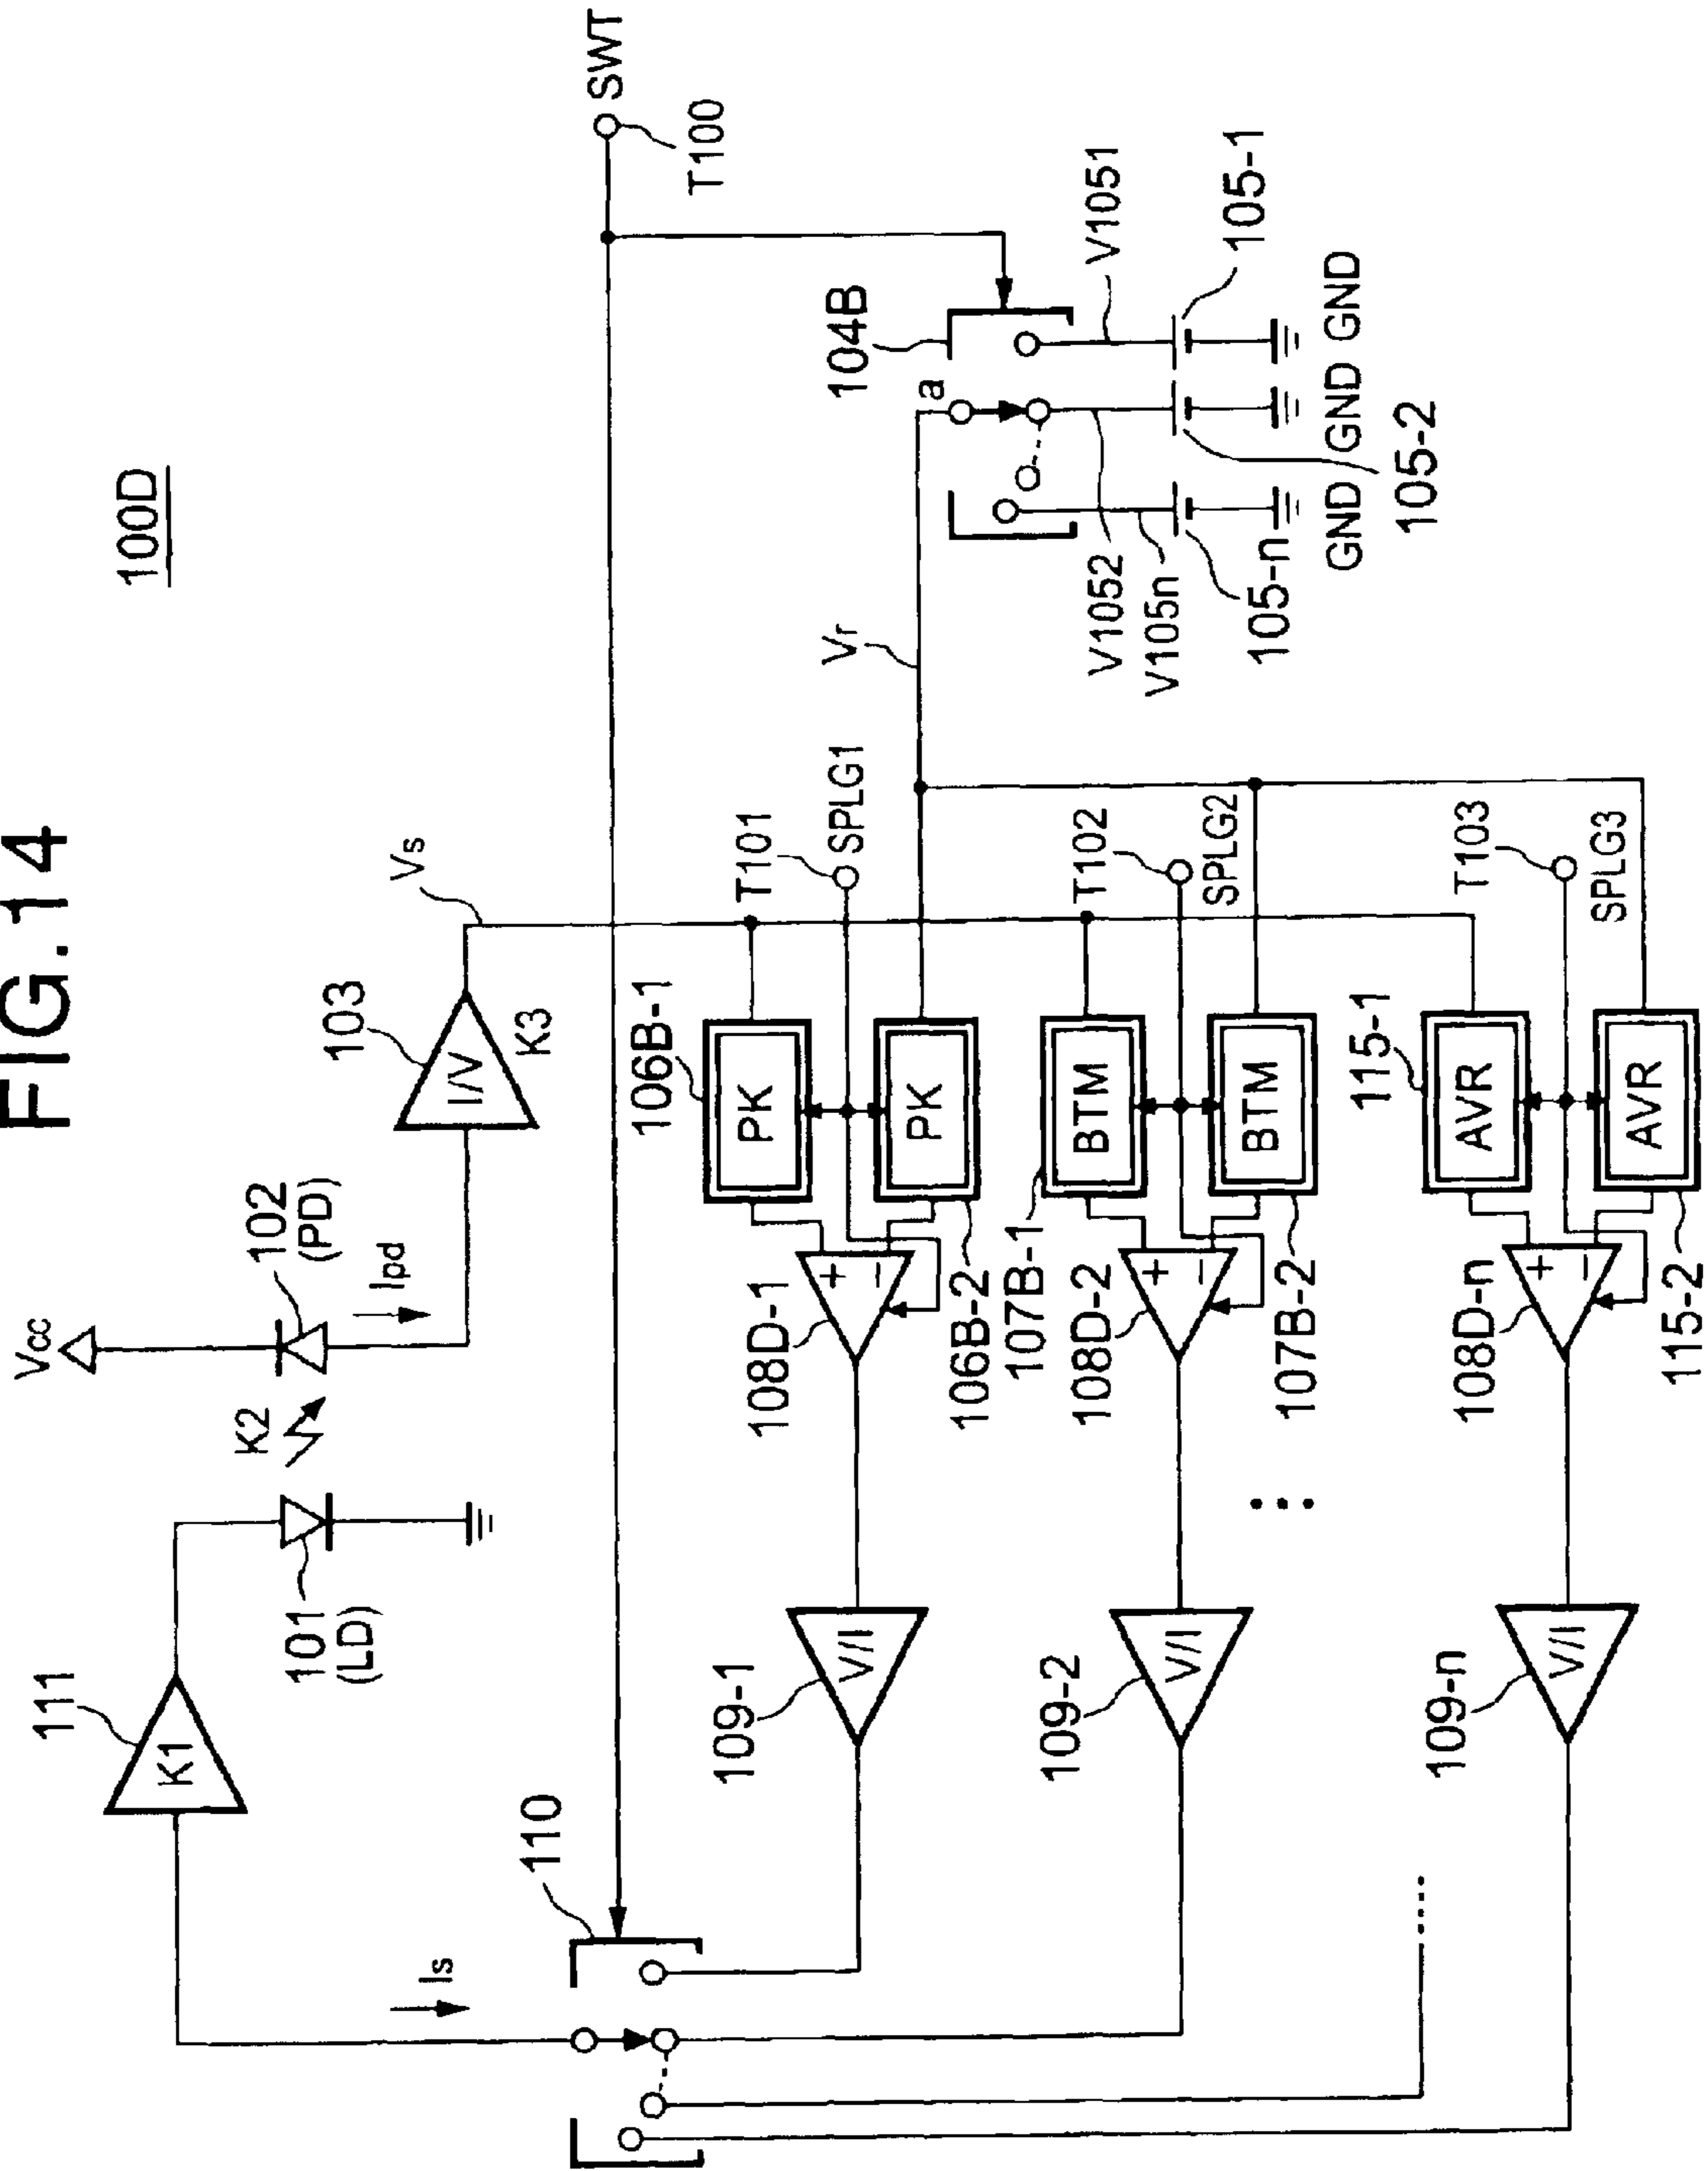 FIG.14
100D
111
K1
101
(LD)
K2
Vcc
102
(PD)
Ipd
103
I/V
K3
Vs
SWT
T100
110
Is
104B
a
V1051
105-1
V1052
V105n
105-n
105-2
GND GND GND
Vr
106B-1
PK
T101
SPLG1
PK
106B-2
108D-1
+
−
109-1
V/I
107B-1
BTM
T102
SPLG2
BTM
107B-2
108D-2
+
−
109-2
V/I
115-1
AVR
T103
SPLG3
AVR
115-2
108D-n
+
−
109-n
V/I